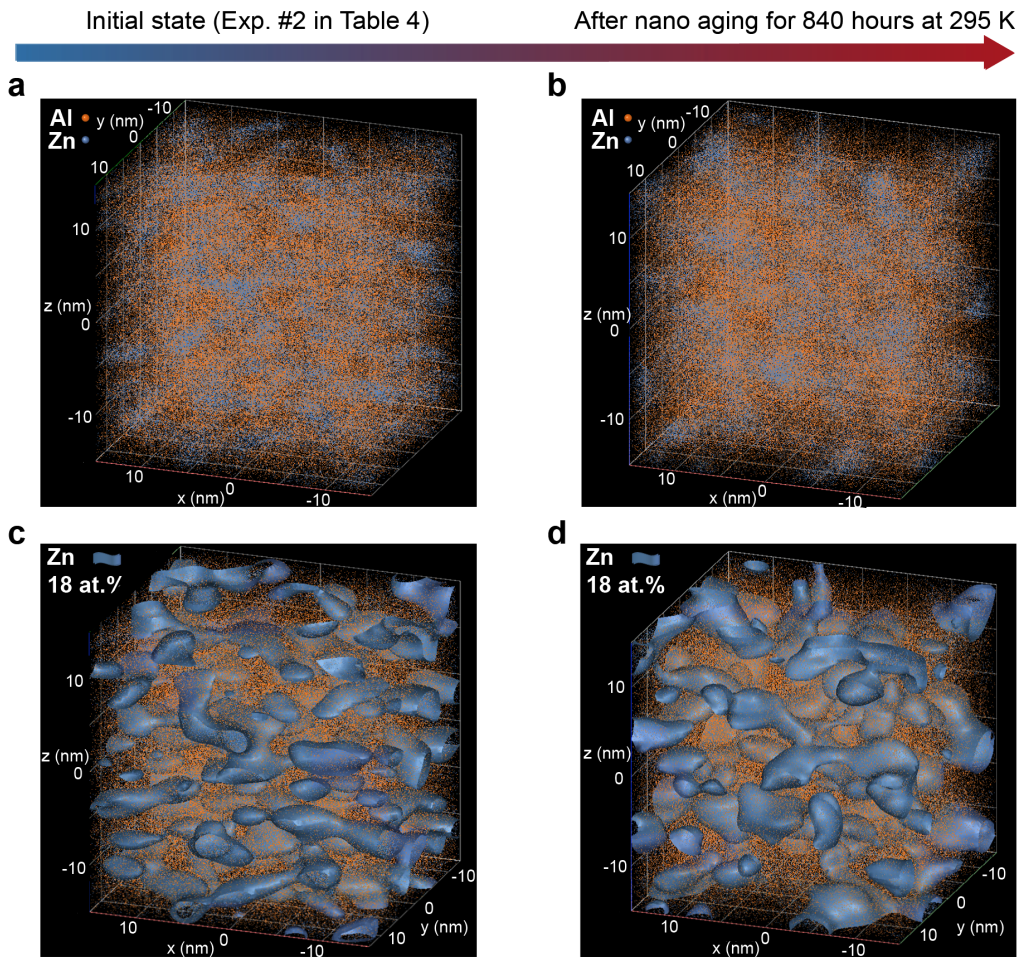 Initial state (Exp. #2 in Table 4)
After nano aging for 840 hours at 295 K
a
Al
Zn
y (nm)
-10
0
10
10
z (nm)
0
-10
10
x (nm)
0
-10
b
Al
Zn
y (nm)
-10
0
10
10
z (nm)
0
-10
10
x (nm)
0
-10
c
Zn
18 at.%
10
z (nm)
0
-10
10
x (nm)
0
-10
10
y (nm)
0
-10
d
Zn
18 at.%
10
z (nm)
0
-10
10
x (nm)
0
-10
10
y (nm)
0
-10